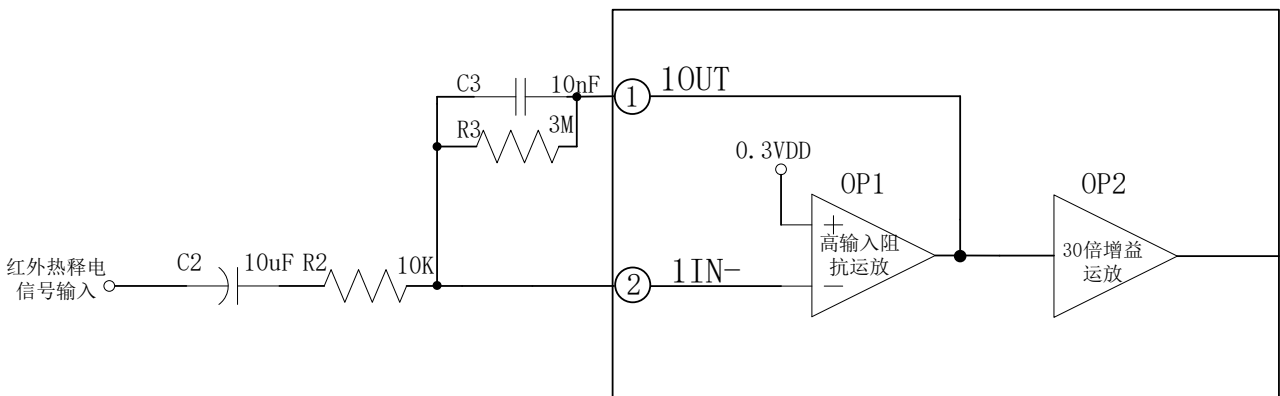 C3
10nF
1
1OUT
R3
3M
0.3VDD
OP1
OP2
+
高输入阻
抗运放
30倍增益
运放
红外热释电
信号输入
C2
10uF
R2
10K
2
1IN-
−